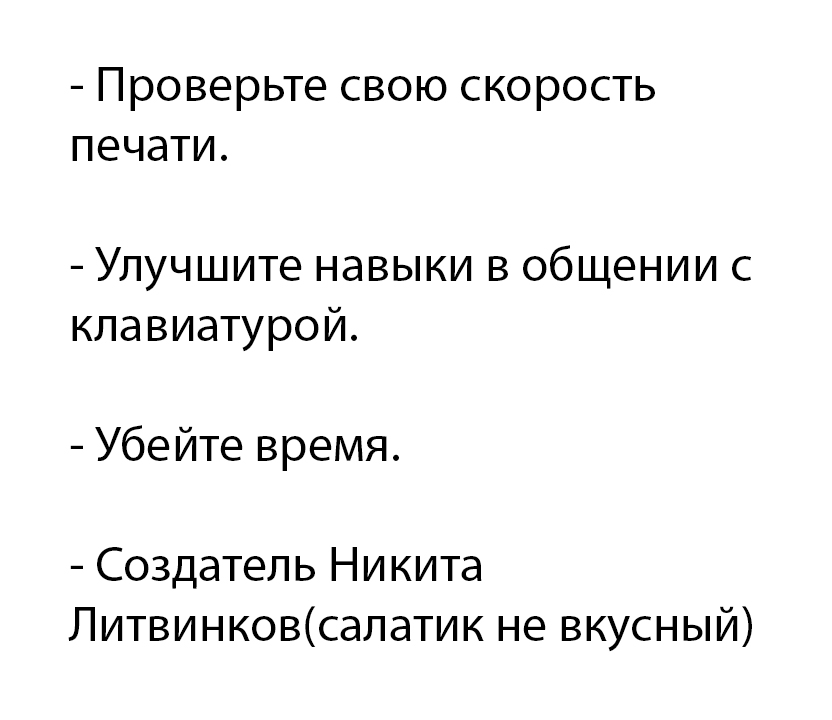 - Проверьте свою скорость
печати.
- Улучшите навыки в общении с
клавиатурой.
- Убейте время.
- Создатель Никита
Литвинков(салатик не вкусный)